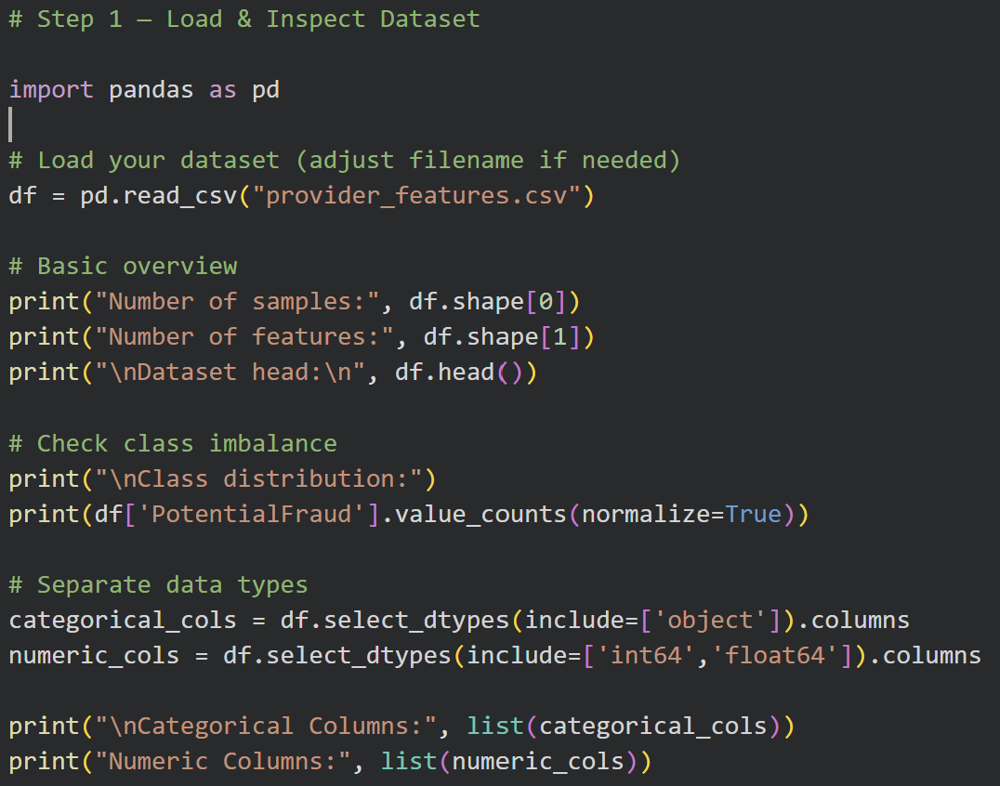 # Step 1 – Load & Inspect Dataset
import pandas as pd
# Load your dataset (adjust filename if needed)
df = pd.read_csv("provider_features.csv")
# Basic overview
print("Number of samples:", df.shape[0])
print("Number of features:", df.shape[1])
print("\nDataset head:\n", df.head())
# Check class imbalance
print("\nClass distribution:")
print(df['PotentialFraud'].value_counts(normalize=True))
# Separate data types
categorical_cols = df.select_dtypes(include=['object']).columns
numeric_cols = df.select_dtypes(include=['int64','float64']).columns
print("\nCategorical Columns:", list(categorical_cols))
print("Numeric Columns:", list(numeric_cols))